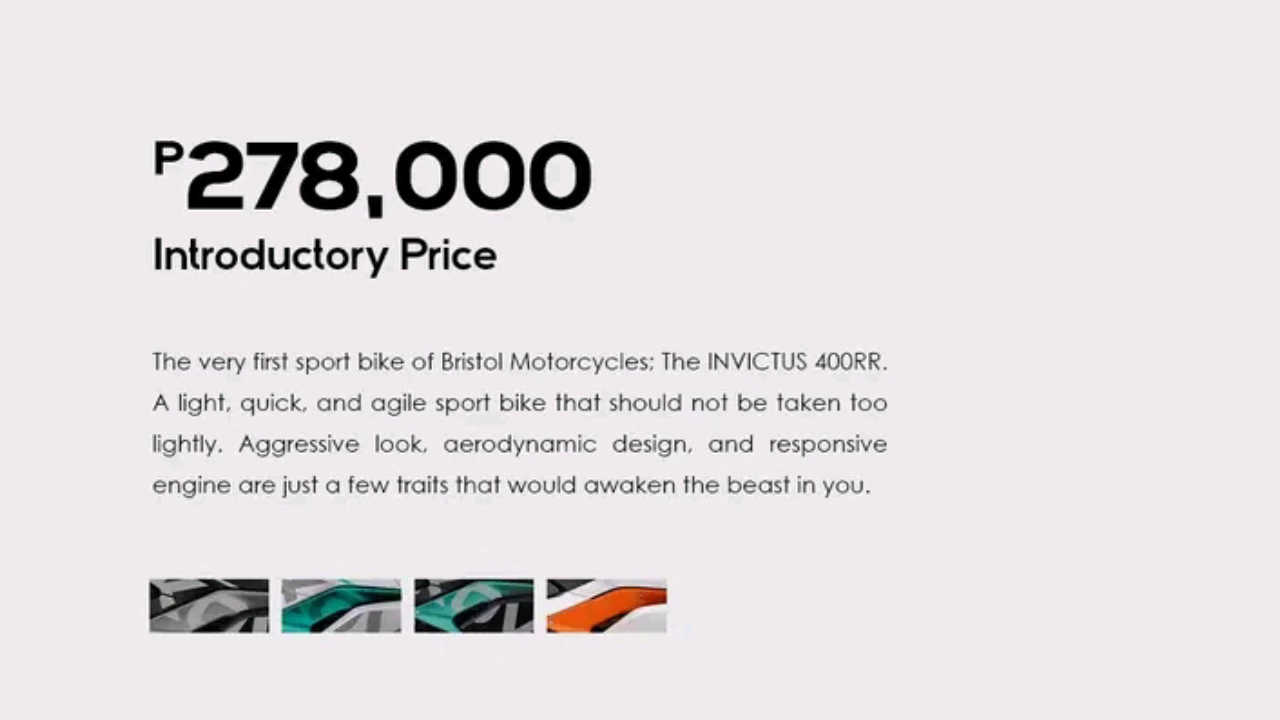 P278,000
Introductory Price
The very first sport bike of Bristol Motorcycles; The INVICTUS 400RR.
A light, quick, and agile sport bike that should not be taken too
lightly. Aggressive look, aerodynamic design, and responsive
engine are just a few traits that would awaken the beast in you.